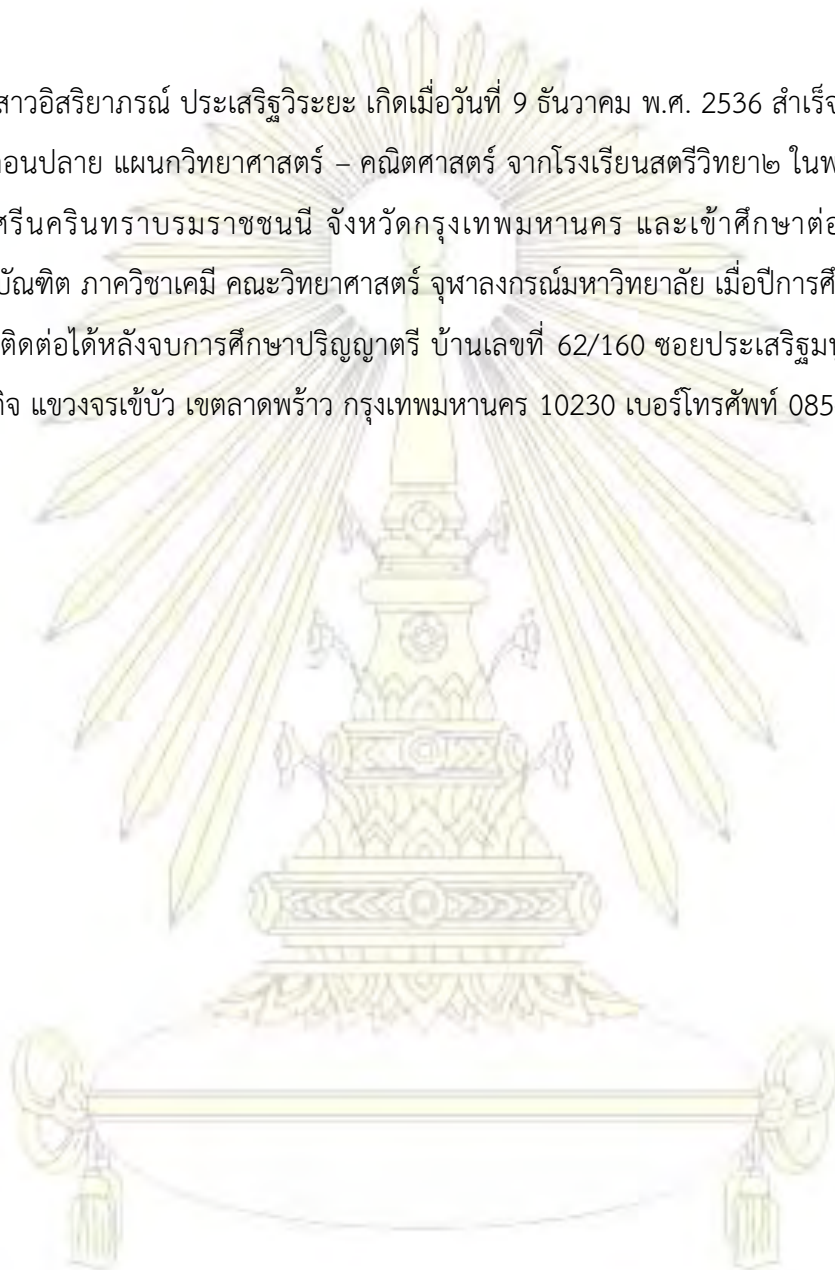 สาวอิสริยาภรณ์ ประเสริฐวิระยะ เกิดเมื่อวันที่ 9 ธันวาคม พ.ศ. 2536 สำเร็จ
ตอนปลาย แผนกวิทยาศาสตร์ – คณิตศาสตร์ จากโรงเรียนสตรีวิทยา๒ ในพ
ศรีนครินทราบรมราชชนนี จังหวัดกรุงเทพมหานคร และเข้าศึกษาต่อ
บัณฑิต ภาควิชาเคมี คณะวิทยาศาสตร์ จุฬาลงกรณ์มหาวิทยาลัย เมื่อปีการศึ
ติดต่อได้หลังจบการศึกษาปริญญาตรี บ้านเลขที่ 62/160 ซอยประเสริฐมน
กิจ แขวงจรเข้บัว เขตลาดพร้าว กรุงเทพมหานคร 10230 เบอร์โทรศัพท์ 085